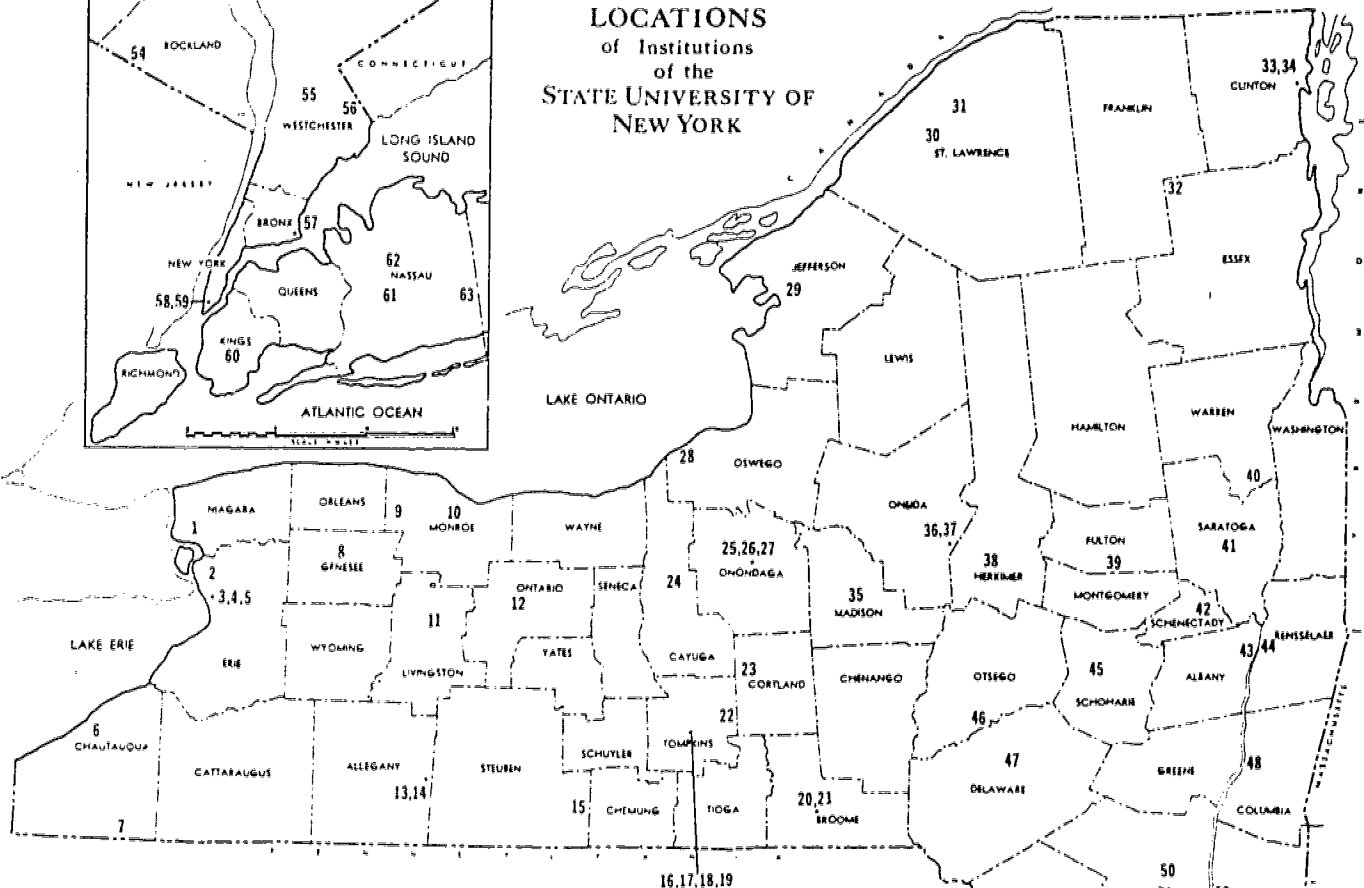 LOCATIONS
of Institutions
of the
STATE UNIVERSITY OF
NEW YORK
54
ROCKLAND
CONNECTICUT
55
56
WESTCHESTER
LONG ISLAND
SOUND
NEW JERSEY
BRONX
57
NEW YORK
62
NASSAU
QUEENS
58,59
61
63
KINGS
60
RICHMOND
ATLANTIC OCEAN
33,34
CLINTON
31
FRANKLIN
30
ST. LAWRENCE
32
ESSEX
JEFFERSON
29
LEWIS
LAKE ONTARIO
WARREN
HAMILTON
WASHINGTON
28
OSWEGO
40
NIAGARA
ORLEANS
9
10
MONROE
WAYNE
ONEIDA
SARATOGA
1
36,37
FULTON
41
8
GENESEE
25,26,27
ONONDAGA
38
HERKIMER
39
2
3,4,5
ONTARIO
12
SENECA
24
35
MADISON
MONTGOMERY
42
SCHENECTADY
11
RENSSELAER
LAKE ERIE
WYOMING
YATES
43
44
ERIE
LIVINGSTON
CAYUGA
23
CORTLAND
CHENANGO
OTSEGO
45
SCHOHARIE
ALBANY
6
CHAUTAUQUA
22
46
TOMPKINS
SCHUYLER
CATTARAUGUS
ALLEGANY
STEUBEN
47
DELAWARE
GREENE
48
MASSACHUSETTS
13,14
15
CHEMUNG
TIOGA
20,21
BROOME
COLUMBIA
7
50
16,17,18,19